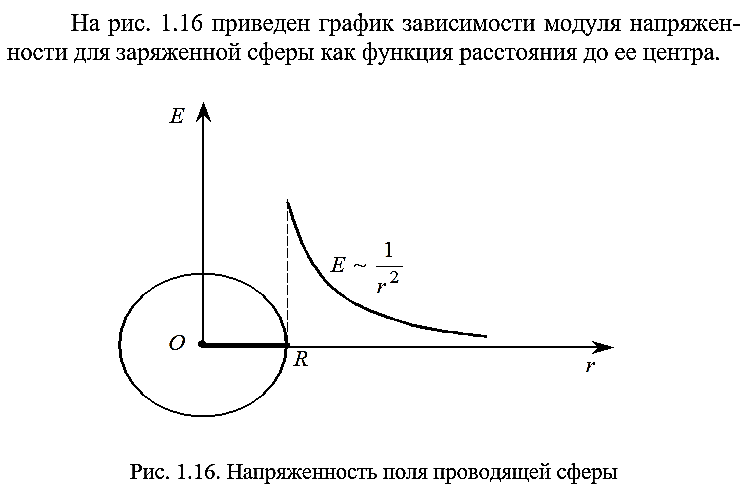 На рис. 1.16 приведен график зависимости модуля напряжен-
ности для заряженной сферы как функция расстояния до ее центра.
E
E ~ 1/r²
O
R
r
Рис. 1.16. Напряженность поля проводящей сферы